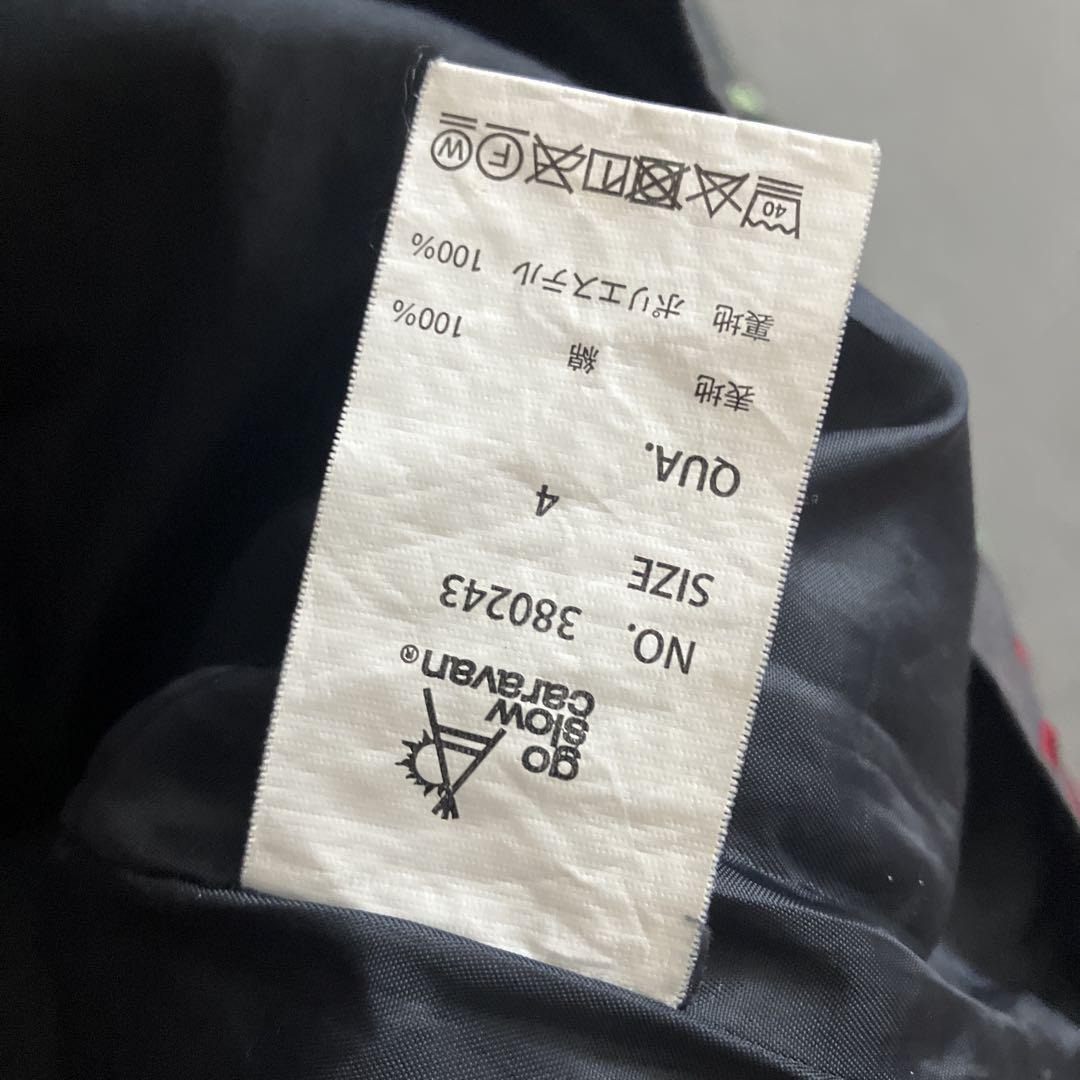 go
slow
caravan®
NO. 380243
SIZE
4
QUA.
表地 綿 100%
裏地 ポリエステル 100%
40 F W